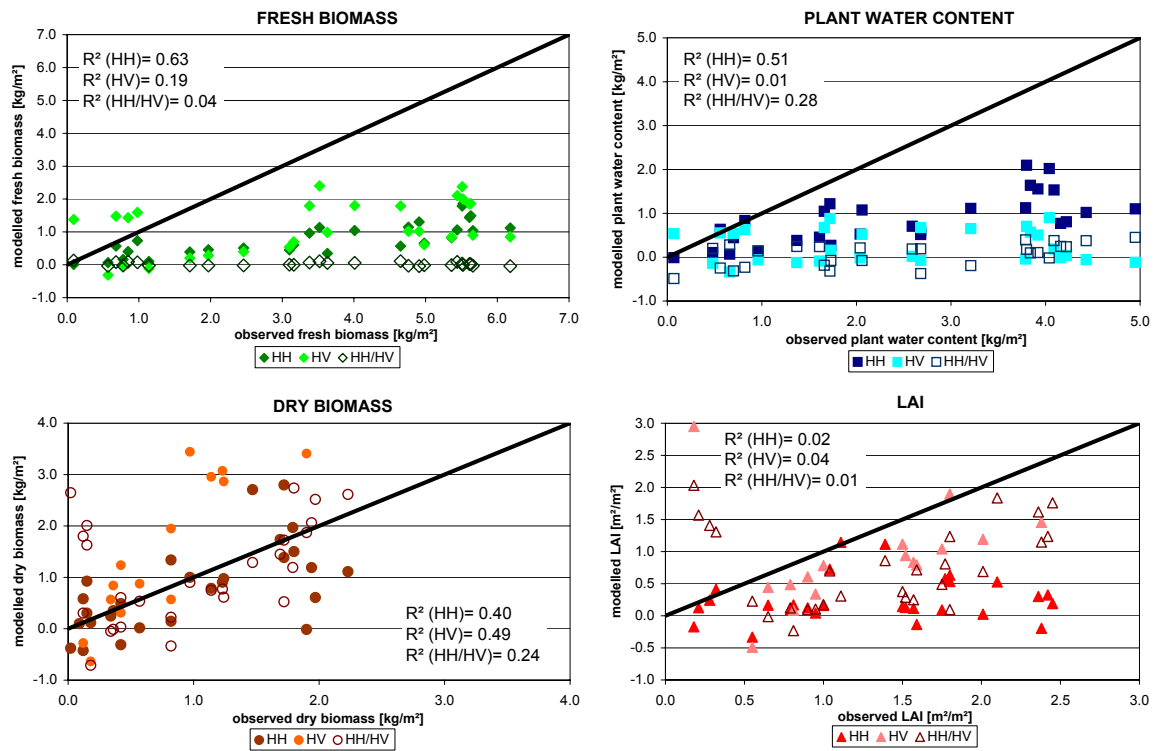 FRESH BIOMASS
7.0
6.0
5.0
4.0
3.0
2.0
1.0
0.0
-1.0
modelled fresh biomass [kg/m²]
R² (HH)= 0.63
R² (HV)= 0.19
R² (HH/HV)= 0.04
0.0 1.0 2.0 3.0 4.0 5.0 6.0 7.0
observed fresh biomass [kg/m²]
HH HV HH/HV
PLANT WATER CONTENT
5.0
4.0
3.0
2.0
1.0
0.0
-1.0
modelled plant water content [kg/m²]
R² (HH)= 0.51
R² (HV)= 0.01
R² (HH/HV)= 0.28
0.0 1.0 2.0 3.0 4.0 5.0
observed plant water content [kg/m²]
HH HV HH/HV
DRY BIOMASS
4.0
3.0
2.0
1.0
0.0
-1.0
modelled dry biomass [kg/m²]
R² (HH)= 0.40
R² (HV)= 0.49
R² (HH/HV)= 0.24
0.0 1.0 2.0 3.0 4.0
observed dry biomass [kg/m²]
HH HV HH/HV
LAI
3.0
2.0
1.0
0.0
-1.0
modelled LAI [m²/m²]
R² (HH)= 0.02
R² (HV)= 0.04
R² (HH/HV)= 0.01
0.0 0.5 1.0 1.5 2.0 2.5 3.0
observed LAI [m²/m²]
HH HV HH/HV